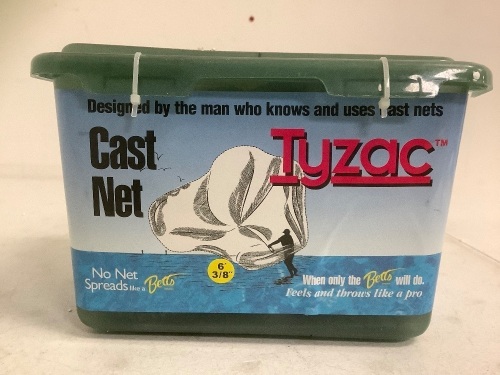 Designed by the man who knows and uses cast nets
Cast
Net
Tyzac™
6'
3/8"
No Net
Spreads like a Betts
When only the Betts will do.
Feels and throws like a pro